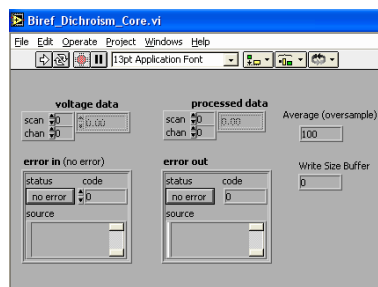 Biref_Dichroism_Core.vi
File Edit Operate Project Windows Help
13pt Application Font
voltage data
processed data
scan 0 0.00
chan 0
scan 0 0.00
chan 0
Average (oversample)
100
error in (no error)
error out
Write Size Buffer
0
status code
no error 0
source
status code
no error 0
source